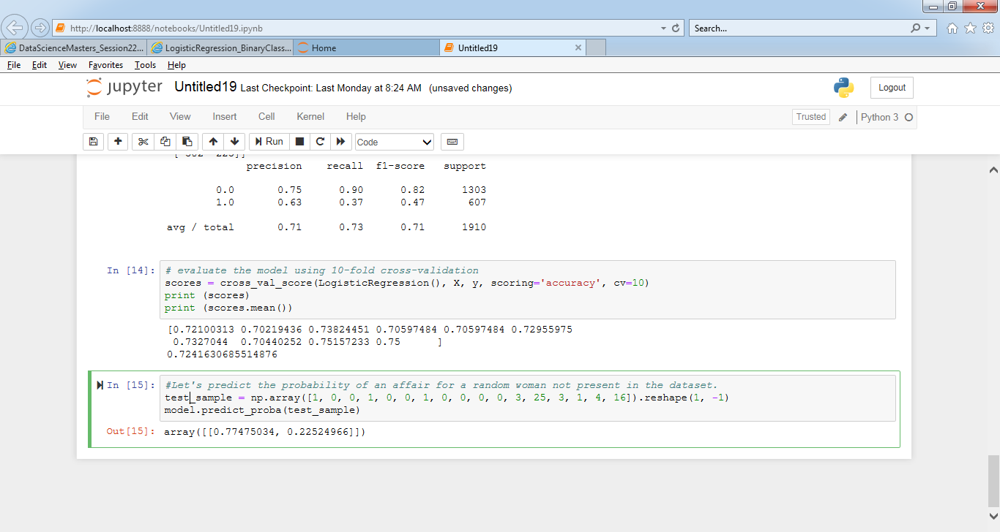 http://localhost:8888/notebooks/Untitled19.ipynb
Search...
DataScienceMasters_Session22...
LogisticRegression_BinaryClass...
Home
Untitled19
File Edit View Favorites Tools Help
jupyter Untitled19 Last Checkpoint: Last Monday at 8:24 AM (unsaved changes)
Logout
File Edit View Insert Cell Kernel Help
Trusted
Python 3
Run
Code
precision recall f1-score support
0.0 0.75 0.90 0.82 1303
1.0 0.63 0.37 0.47 607
avg / total 0.71 0.73 0.71 1910
In [14]:
# evaluate the model using 10-fold cross-validation
scores = cross_val_score(LogisticRegression(), X, y, scoring='accuracy', cv=10)
print (scores)
print (scores.mean())
[0.72100313 0.70219436 0.73824451 0.70597484 0.70597484 0.72955975
0.7327044 0.70440252 0.75157233 0.75 ]
0.7241630685514876
In [15]:
#Let's predict the probability of an affair for a random woman not present in the dataset.
test_sample = np.array([1, 0, 0, 1, 0, 0, 1, 0, 0, 0, 0, 3, 25, 3, 1, 4, 16]).reshape(1, -1)
model.predict_proba(test_sample)
Out[15]: array([[0.77475034, 0.22524966]])